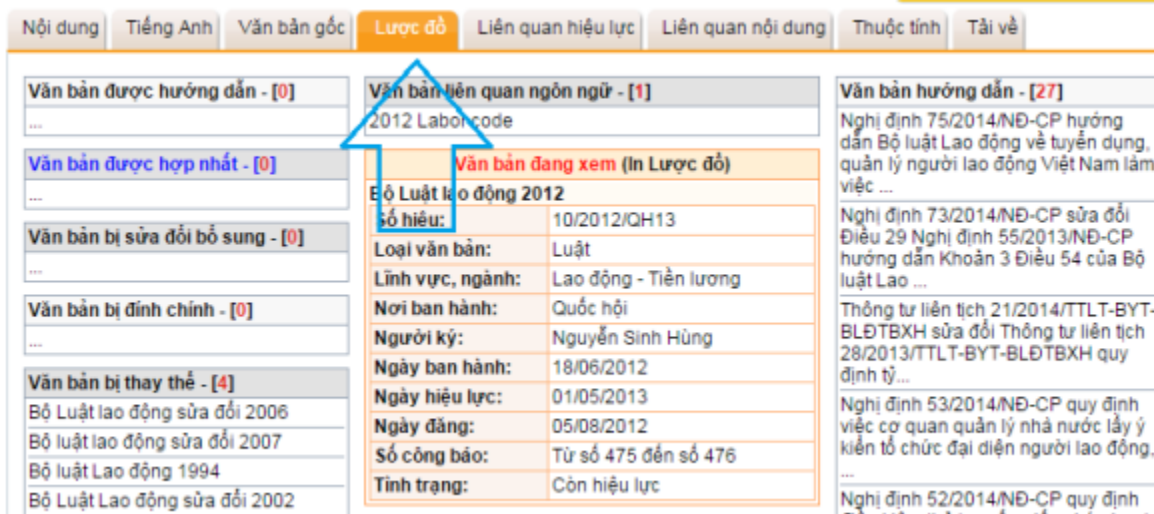 Nội dung Tiếng Anh Văn bản gốc Lược đồ Liên quan hiệu lực Liên quan nội dung Thuộc tính Tải về
Văn bản được hướng dẫn - [0]
...
Văn bản được hợp nhất - [0]
...
Văn bản bị sửa đổi bổ sung - [0]
...
Văn bản bị đính chính - [0]
...
Văn bản bị thay thế - [4]
Bộ Luật lao động sửa đổi 2006
Bộ luật lao động sửa đổi 2007
Bộ luật Lao động 1994
Bộ Luật Lao động sửa đổi 2002
Văn bản liên quan ngôn ngữ - [1]
2012 Labor code
Văn bản đang xem (In Lược đồ)
Bộ Luật lao động 2012
Số hiệu: 10/2012/QH13
Loại văn bản: Luật
Lĩnh vực, ngành: Lao động - Tiền lương
Nơi ban hành: Quốc hội
Người ký: Nguyễn Sinh Hùng
Ngày ban hành: 18/06/2012
Ngày hiệu lực: 01/05/2013
Ngày đăng: 05/08/2012
Số công báo: Từ số 475 đến số 476
Tình trạng: Còn hiệu lực
Văn bản hướng dẫn - [27]
Nghị định 75/2014/NĐ-CP hướng
dẫn Bộ luật Lao động về tuyển dụng,
quản lý người lao động Việt Nam làm
việc ...
Nghị định 73/2014/NĐ-CP sửa đổi
Điều 29 Nghị định 55/2013/NĐ-CP
hướng dẫn Khoản 3 Điều 54 của Bộ
luật Lao ...
Thông tư liên tịch 21/2014/TTLT-BYT-
BLĐTBXH sửa đổi Thông tư liên tịch
28/2013/TTLT-BYT-BLĐTBXH quy
định tỷ...
Nghị định 53/2014/NĐ-CP quy định
việc cơ quan quản lý nhà nước lấy ý
kiến tổ chức đại diện người lao động,
...
Nghị định 52/2014/NĐ-CP quy định